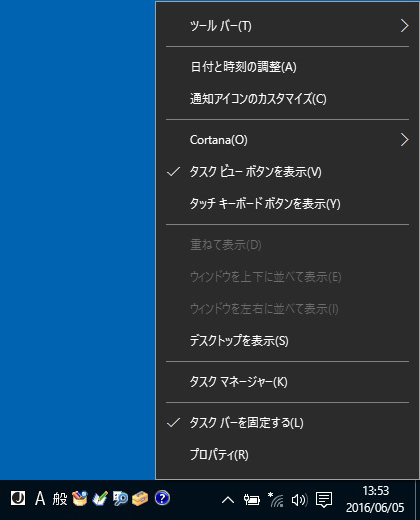 ツール バー(T)
日付と時刻の調整(A)
通知アイコンのカスタマイズ(C)
Cortana(O)
タスク ビュー ボタンを表示(V)
タッチ キーボード ボタンを表示(Y)
重ねて表示(D)
ウィンドウを上下に並べて表示(E)
ウィンドウを左右に並べて表示(I)
デスクトップを表示(S)
タスク マネージャー(K)
タスク バーを固定する(L)
プロパティ(R)
J A 般 ?
13:53
2016/06/05